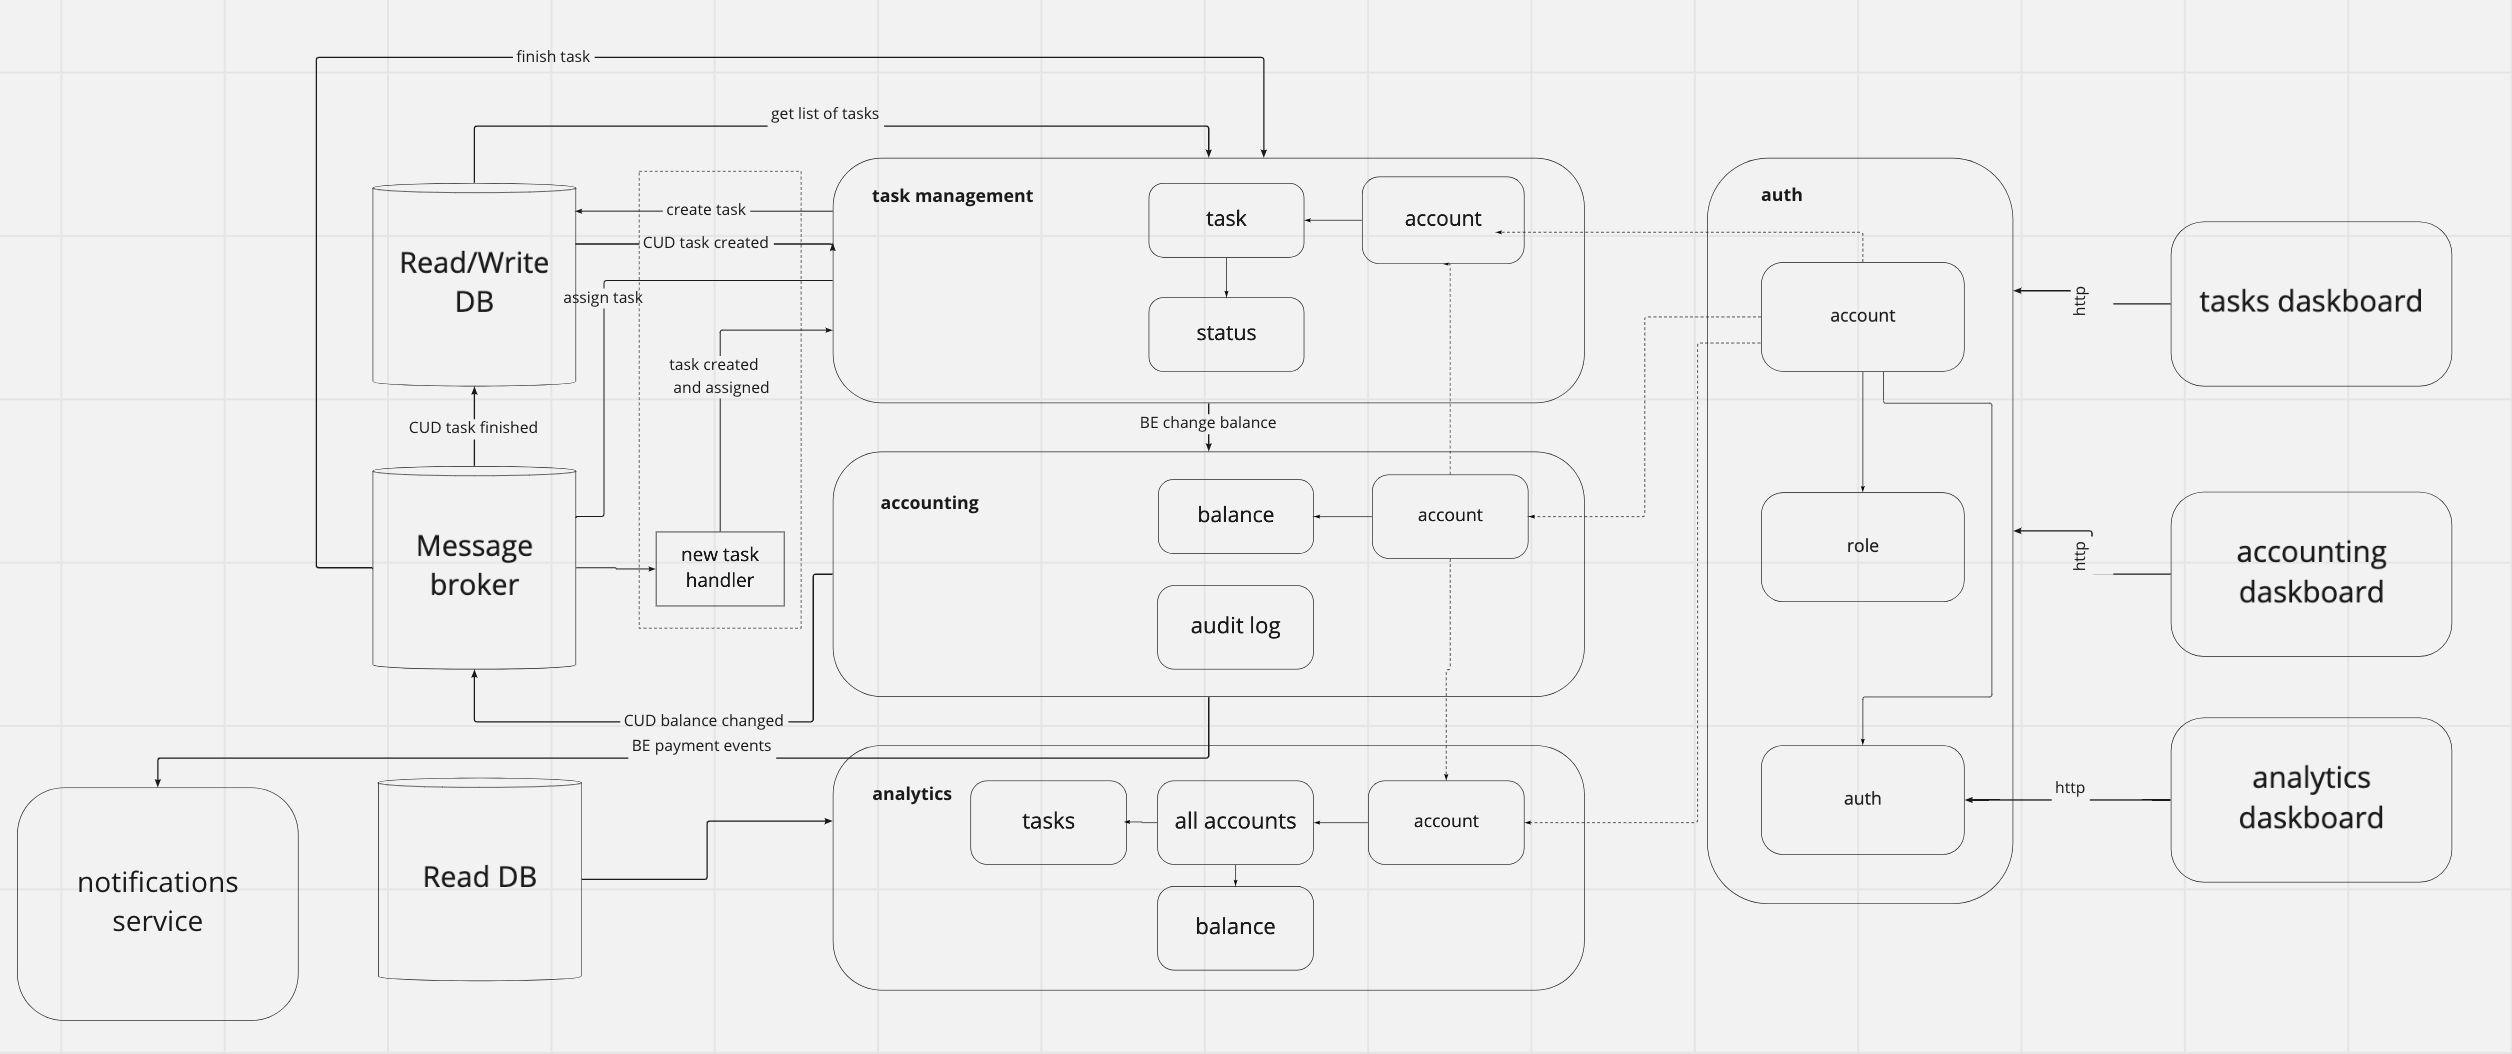 finish task
get list of tasks
task management
task
account
status
auth
account
role
auth
create task
CUD task created
Read/Write
DB
assign task
task created
and assigned
CUD task finished
Message
broker
new task
handler
BE change balance
accounting
balance
account
audit log
http
tasks daskboard
http
accounting
daskboard
http
analytics
daskboard
CUD balance changed
BE payment events
notifications
service
Read DB
analytics
tasks
all accounts
account
balance